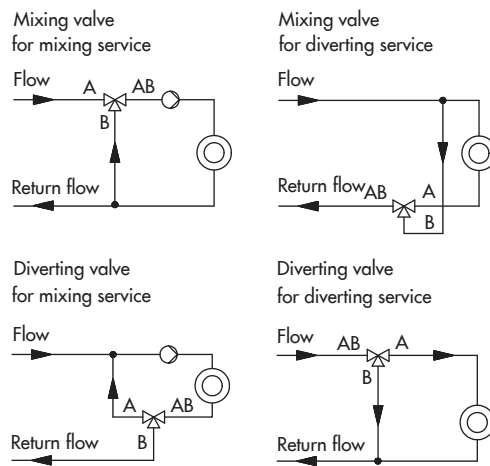 Mixing valve
for mixing service
Flow
A
AB
B
Return flow
Mixing valve
for diverting service
Flow
Return flow
AB
A
B
Diverting valve
for mixing service
Flow
A
AB
B
Return flow
Diverting valve
for diverting service
Flow
AB
A
B
Return flow